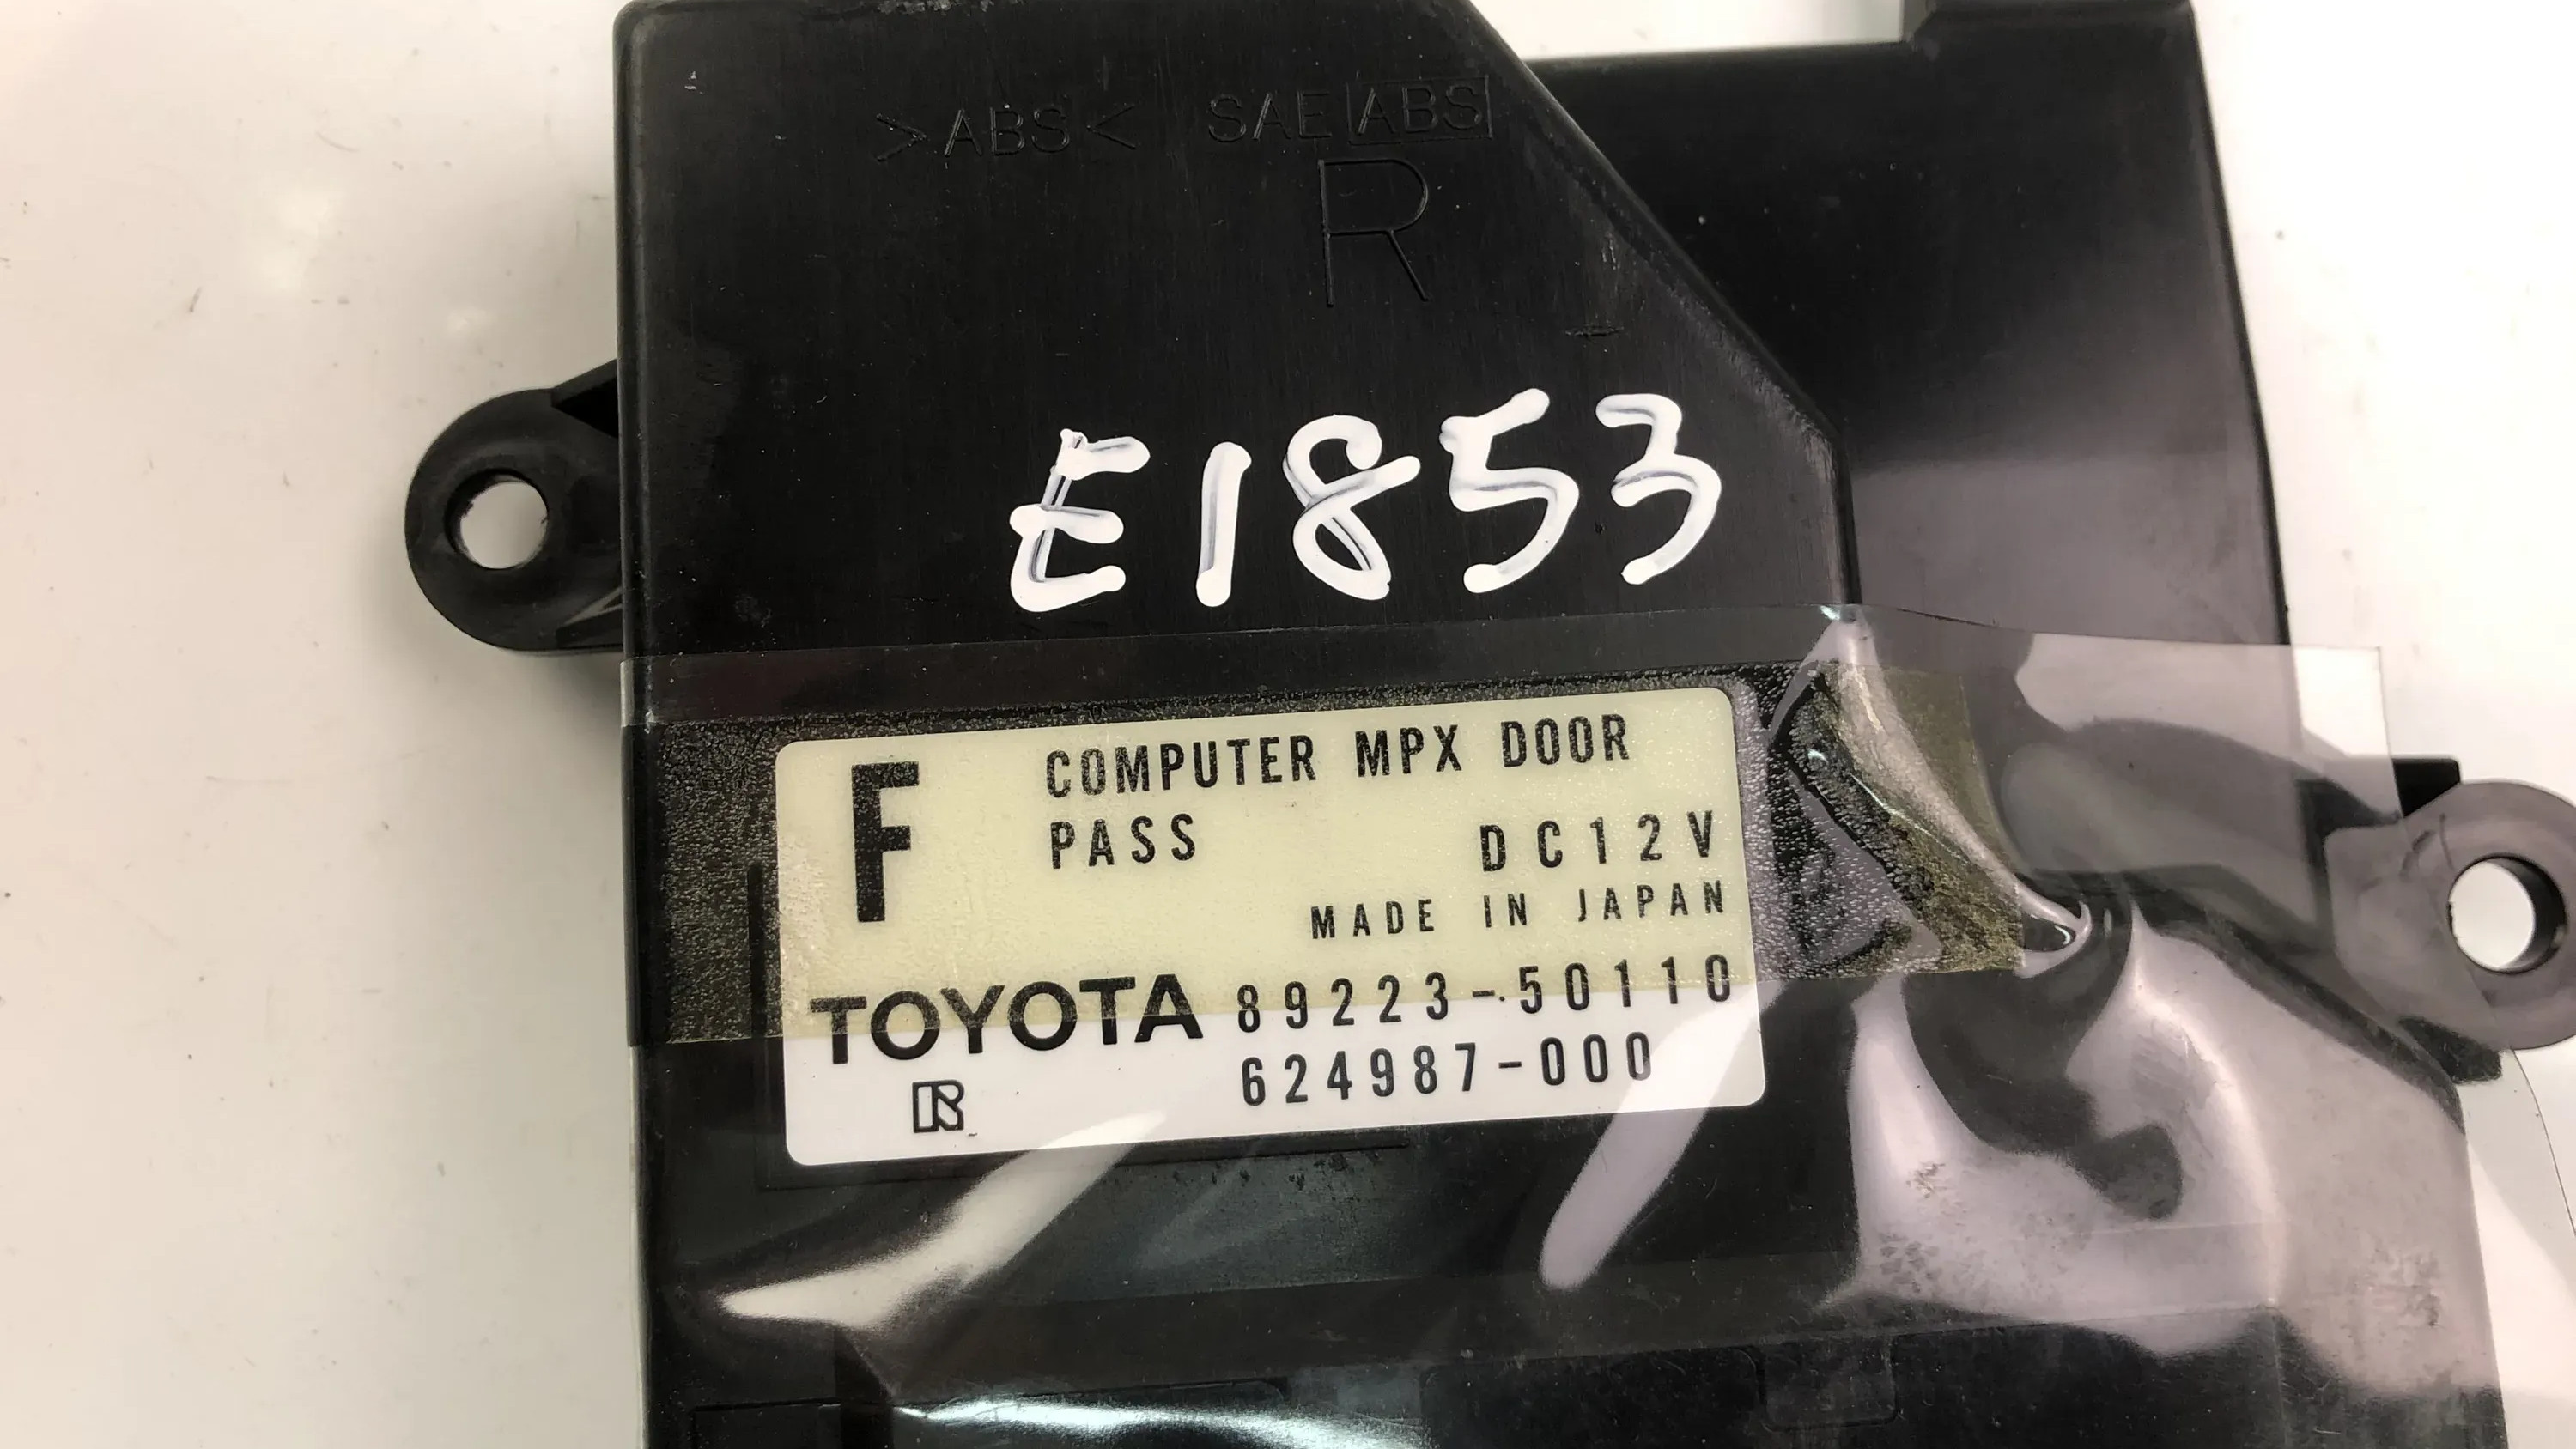 >ABS< SAE ABS
R
E1853
F COMPUTER MPX DOOR
PASS DC12V
MADE IN JAPAN
TOYOTA 89223-50110
R 624987-000